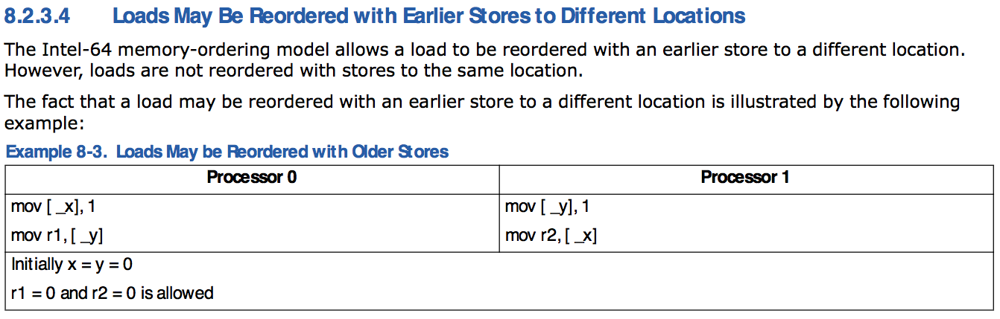 8.2.3.4 Loads May Be Reordered with Earlier Stores to Different Locations
The Intel-64 memory-ordering model allows a load to be reordered with an earlier store to a different location.
However, loads are not reordered with stores to the same location.
The fact that a load may be reordered with an earlier store to a different location is illustrated by the following
example:
Example 8-3. Loads May be Reordered with Older Stores
Processor 0 Processor 1
mov [ _x], 1 mov [ _y], 1
mov r1, [ _y] mov r2, [ _x]
Initially x = y = 0
r1 = 0 and r2 = 0 is allowed